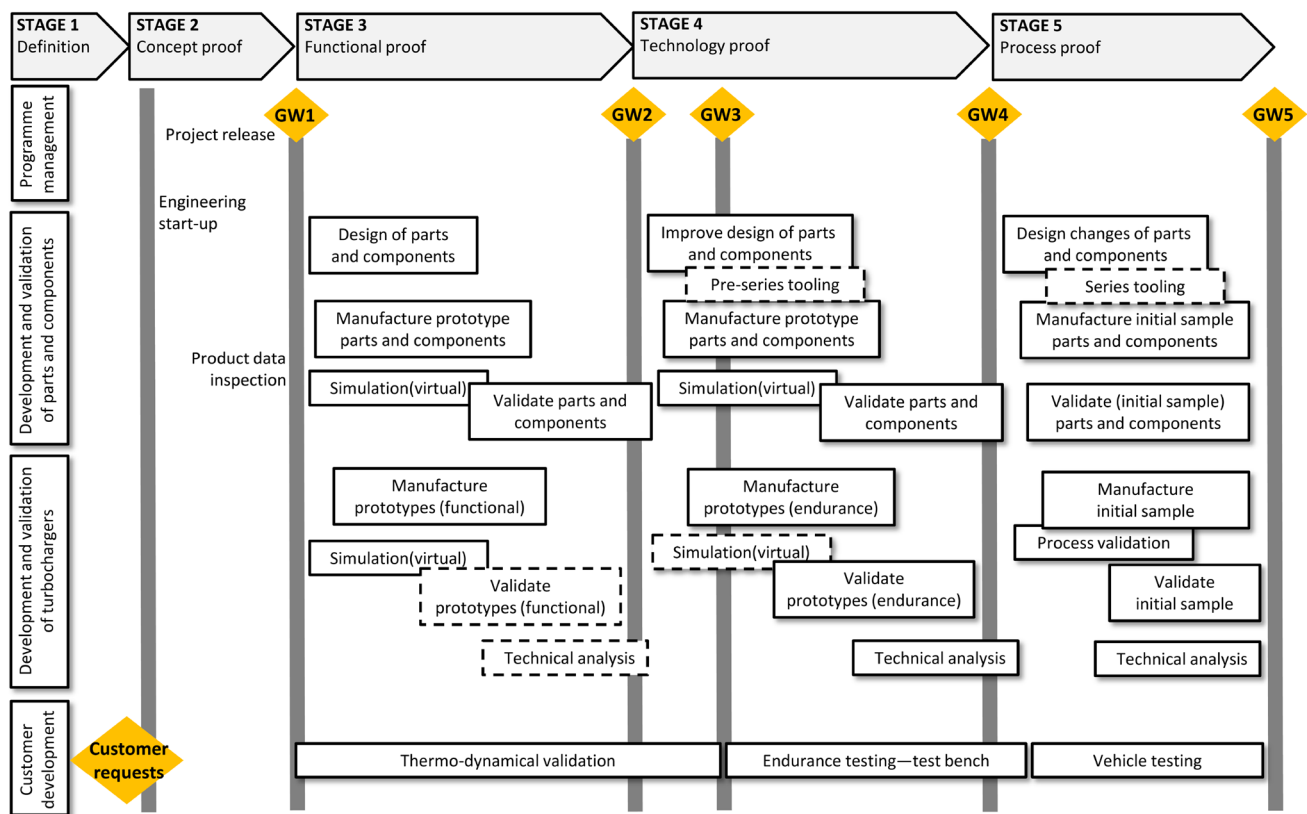 STAGE 1
Definition
STAGE 2
Concept proof
STAGE 3
Functional proof
STAGE 4
Technology proof
STAGE 5
Process proof
Programme
management
GW1
GW2
GW3
GW4
GW5
Project release
Engineering
start-up
Product data
inspection
Development and validation
of parts and components
Design of parts
and components
Improve design of parts
and components
Pre-series tooling
Design changes of parts
and components
Series tooling
Manufacture prototype
parts and components
Manufacture prototype
parts and components
Manufacture initial sample
parts and components
Simulation(virtual)
Validate parts and
components
Simulation(virtual)
Validate parts and
components
Validate (initial sample)
parts and components
Development and validation
of turbochargers
Manufacture
prototypes (functional)
Manufacture
prototypes (endurance)
Manufacture
initial sample
Simulation(virtual)
Validate
prototypes (functional)
Simulation(virtual)
Validate
prototypes (endurance)
Process validation
Validate
initial sample
Technical analysis
Technical analysis
Technical analysis
Customer
development
Customer
requests
Thermo-dynamical validation
Endurance testing—test bench
Vehicle testing